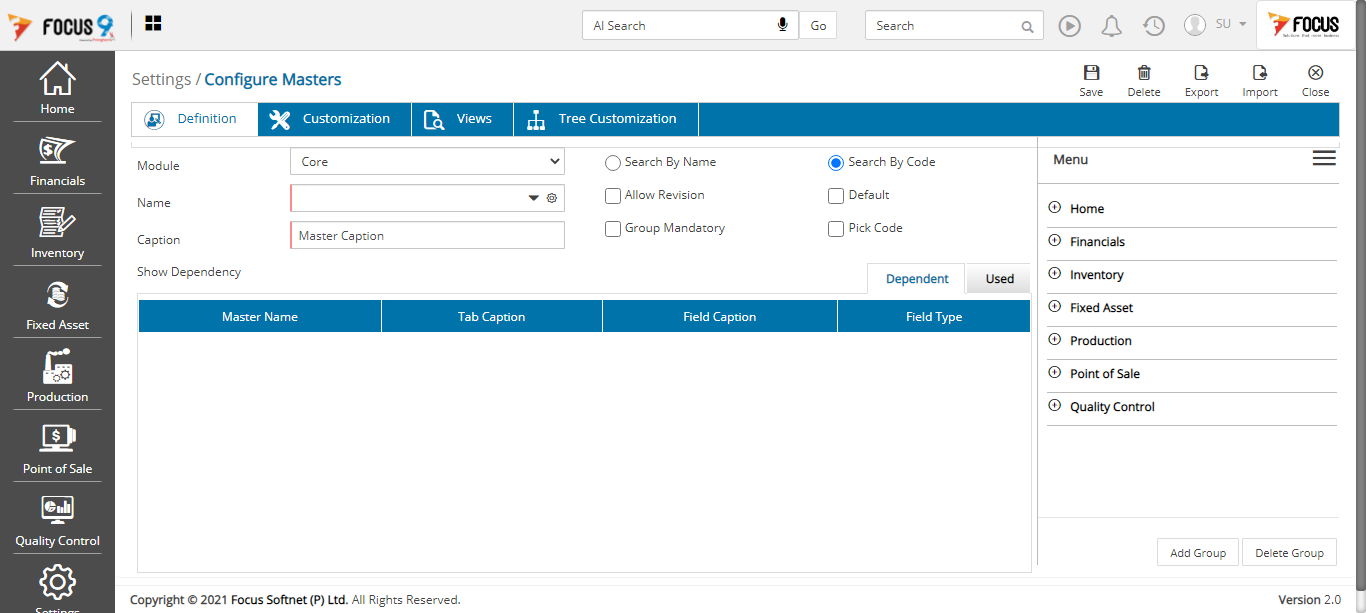 FOCUS 9
AI Search
Go
Search
SU
FOCUS
Settings / Configure Masters
Save
Delete
Export
Import
Close
Home
Financials
Inventory
Fixed Asset
Production
Point of Sale
Quality Control
Settings
Definition
Customization
Views
Tree Customization
Module
Core
Search By Name
Search By Code
Name
Allow Revision
Default
Caption
Master Caption
Group Mandatory
Pick Code
Show Dependency
Dependent
Used
Master Name
Tab Caption
Field Caption
Field Type
Menu
Home
Financials
Inventory
Fixed Asset
Production
Point of Sale
Quality Control
Add Group
Delete Group
Copyright © 2021 Focus Softnet (P) Ltd. All Rights Reserved.
Version 2.0